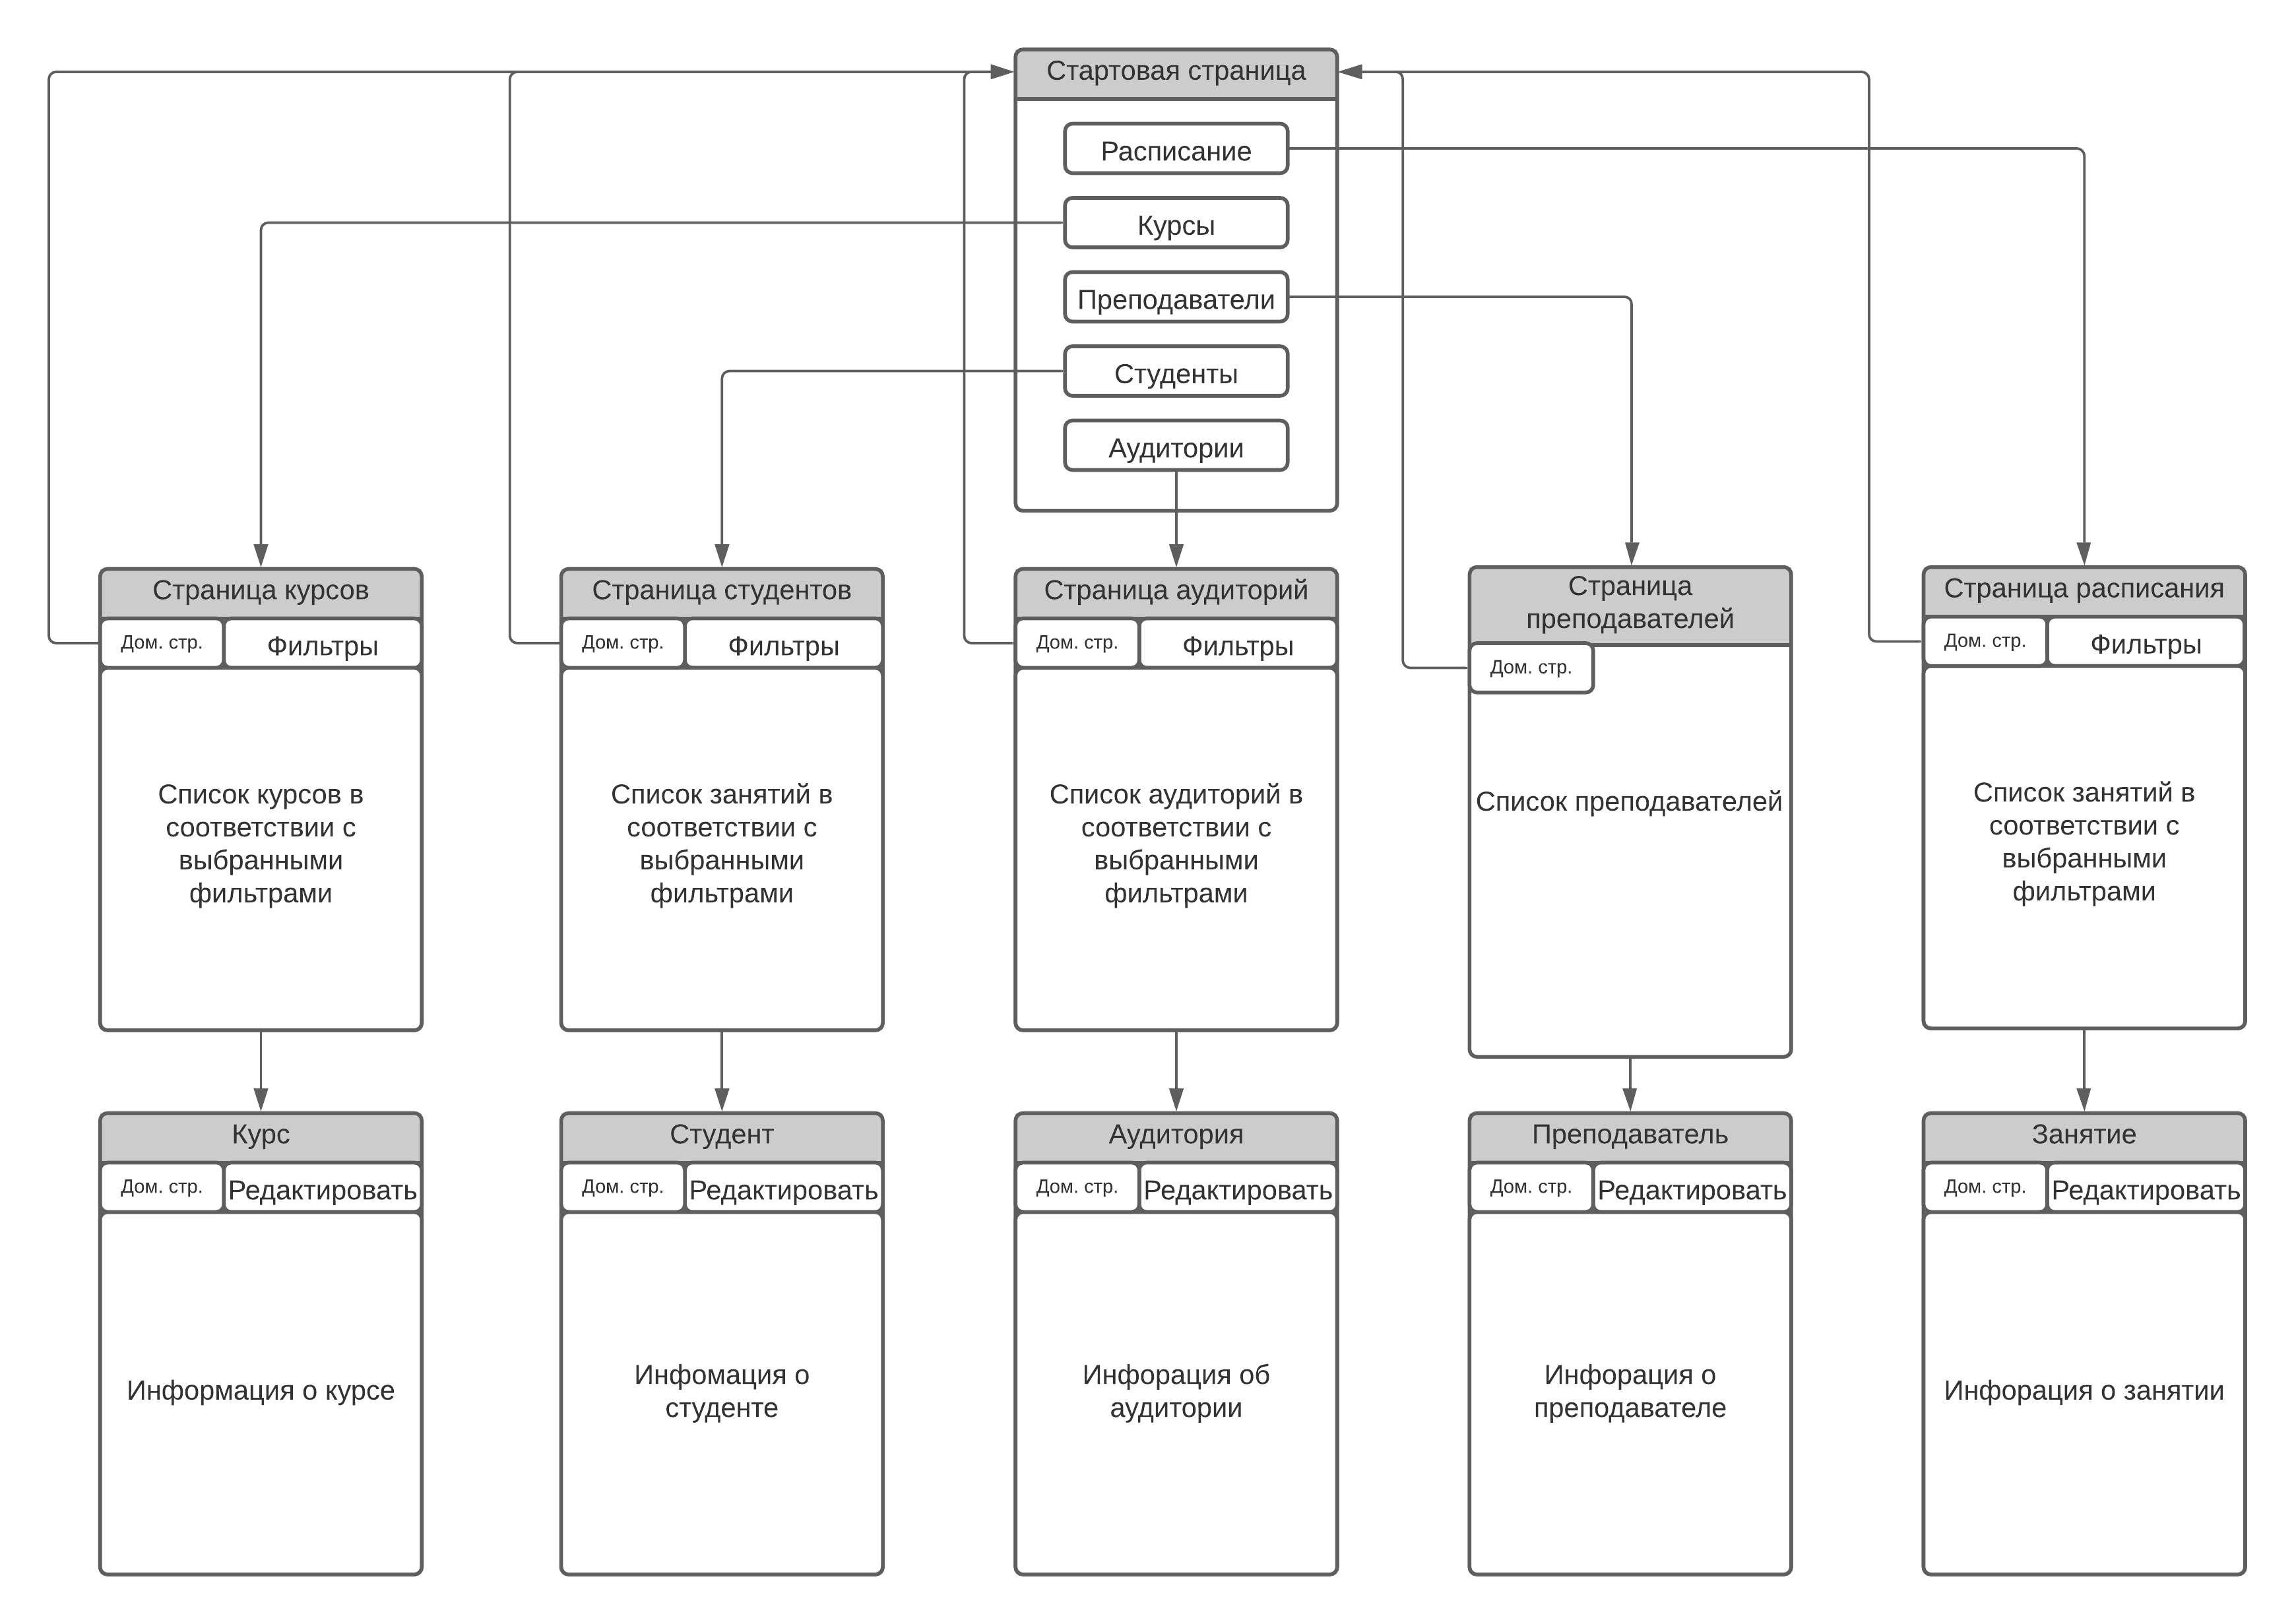 Стартовая страница
Расписание
Курсы
Преподаватели
Студенты
Аудитории
Страница курсов
Дом. стр.
Фильтры
Список курсов в
соответствии с
выбранными
фильтрами
Страница студентов
Дом. стр.
Фильтры
Список занятий в
соответствии с
выбранными
фильтрами
Страница аудиторий
Дом. стр.
Фильтры
Список аудиторий в
соответствии с
выбранными
фильтрами
Страница
преподавателей
Дом. стр.
Список преподавателей
Страница расписания
Дом. стр.
Фильтры
Список занятий в
соответствии с
выбранными
фильтрами
Курс
Дом. стр.
Редактировать
Информация о курсе
Студент
Дом. стр.
Редактировать
Инфомация о
студенте
Аудитория
Дом. стр.
Редактировать
Инфорация об
аудитории
Преподаватель
Дом. стр.
Редактировать
Инфорация о
преподавателе
Занятие
Дом. стр.
Редактировать
Инфорация о занятии